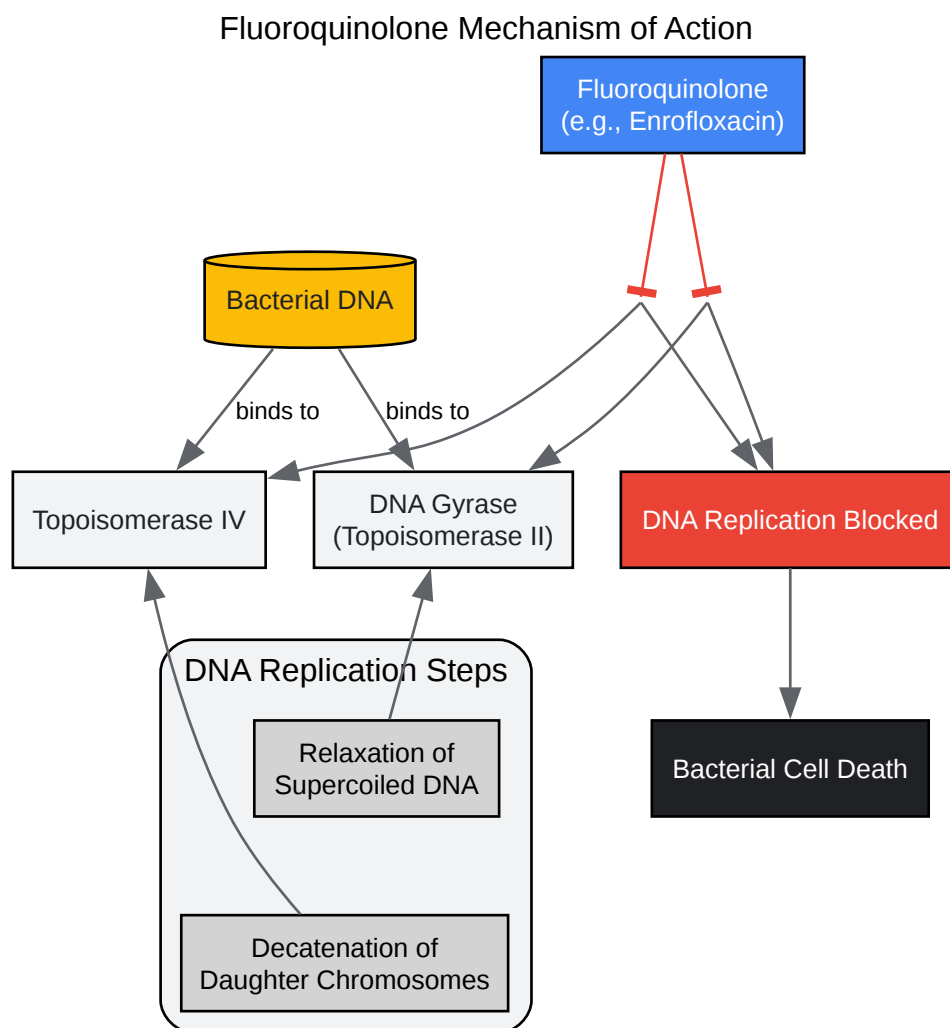 Fluoroquinolone Mechanism of Action
Fluoroquinolone
(e.g., Enrofloxacin)
Bacterial DNA
binds to
binds to
Topoisomerase IV
DNA Gyrase
(Topoisomerase II)
DNA Replication Blocked
DNA Replication Steps
Relaxation of
Supercoiled DNA
Bacterial Cell Death
Decatenation of
Daughter Chromosomes